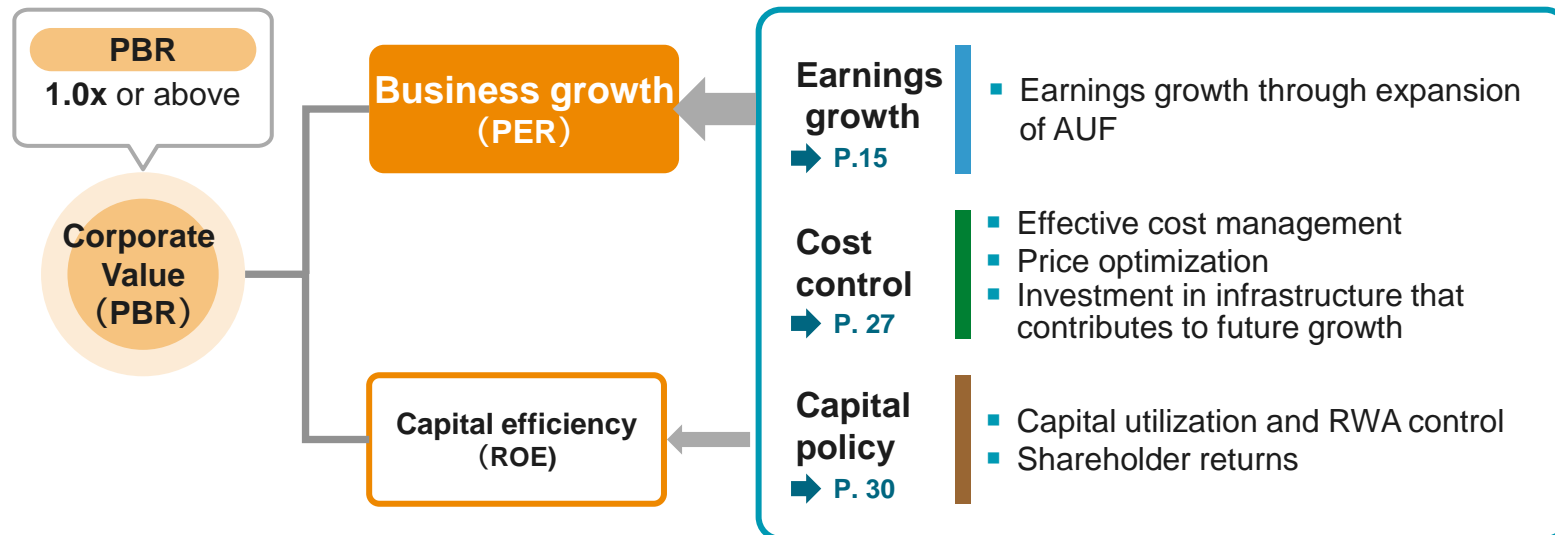 PBR
1.0x or above
Corporate
Value
（PBR）
Business growth
（PER）
Capital efficiency
（ROE)
Earnings
growth
P.15
■ Earnings growth through expansion
of AUF
Cost
control
P. 27
■ Effective cost management
■ Price optimization
■ Investment in infrastructure that
contributes to future growth
Capital
policy
P. 30
■ Capital utilization and RWA control
■ Shareholder returns